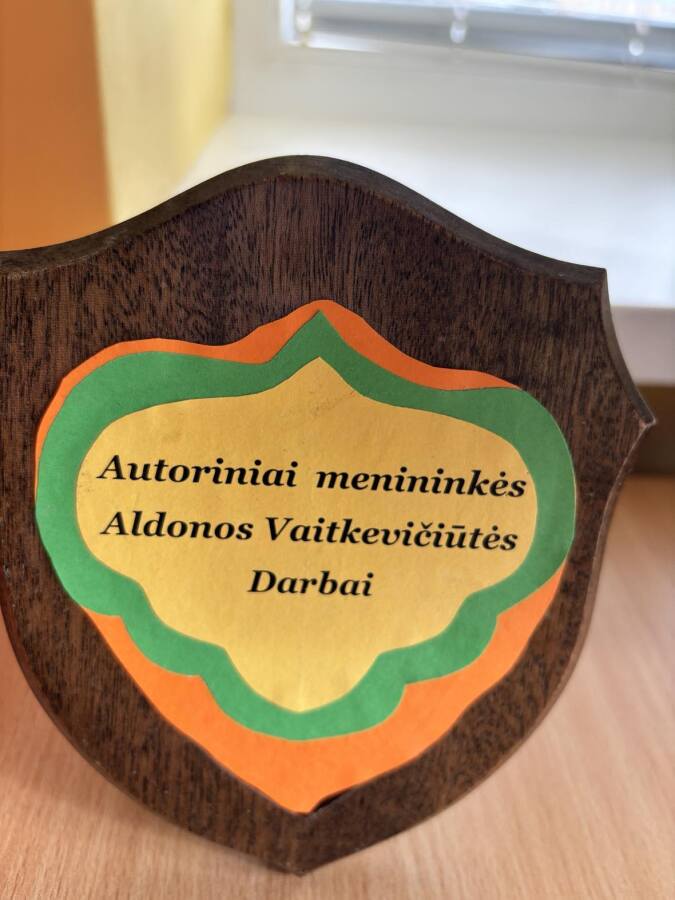 Autoriniai menininkės
Aldonos Vaitkevičiūtės
Darbai